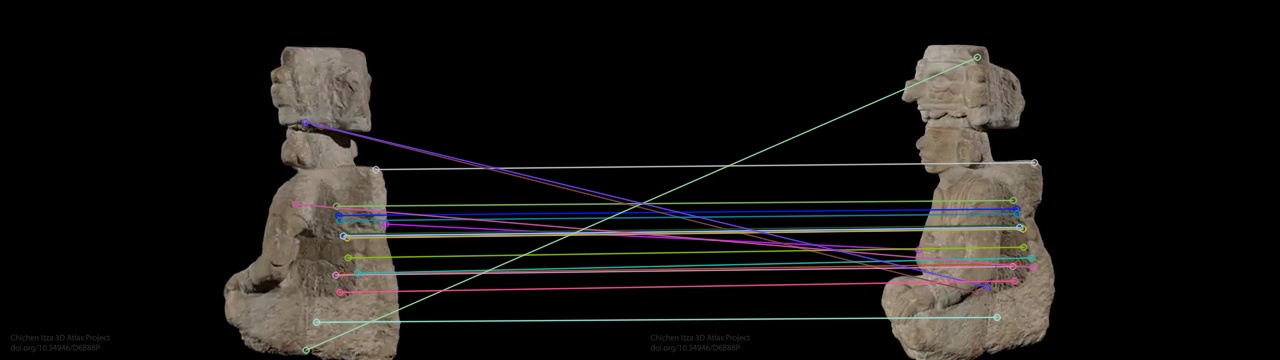 Chichen Itza 3D Atlas Project
doi.org/10.34946/D6B88P
Chichen Itza 3D Atlas Project
doi.org/10.34946/D6B88P